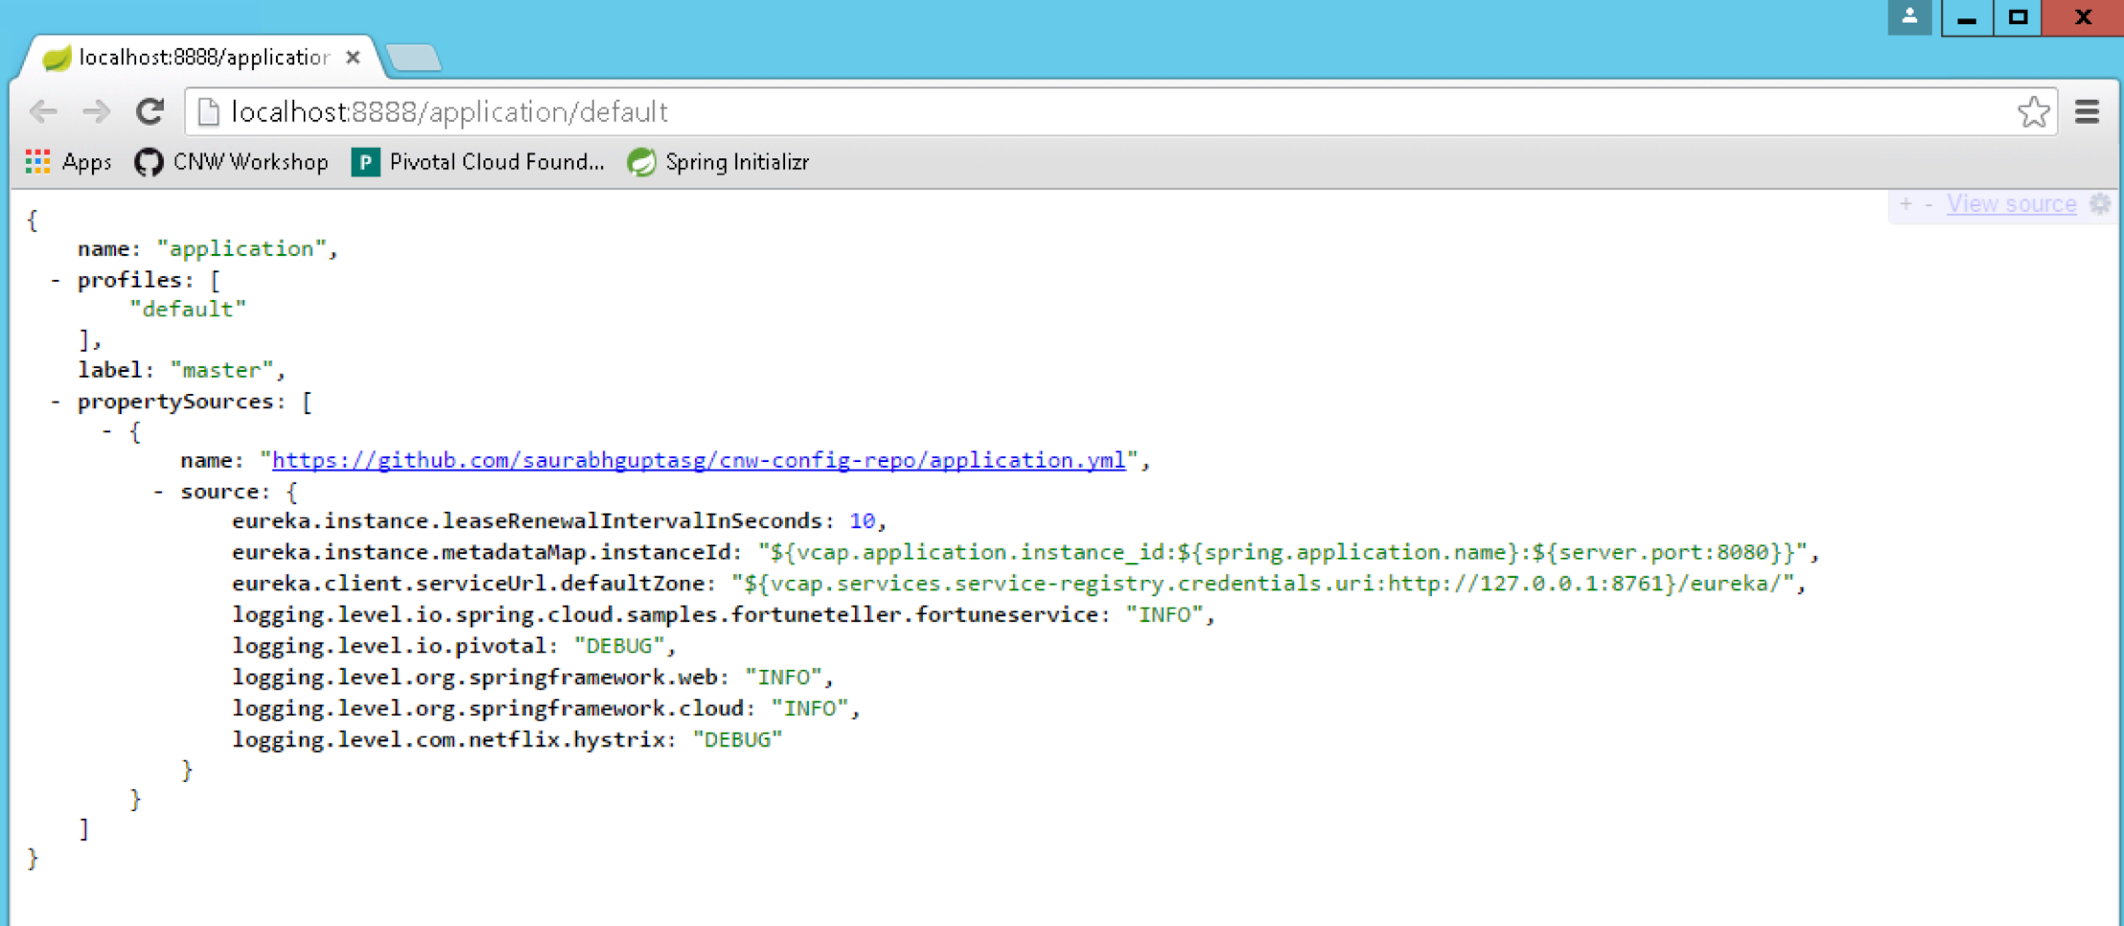 localhost:8888/application
localhost:8888/application/default
Apps CNW Workshop P Pivotal Cloud Found... Spring Initializr
+ - View source
{
name: "application",
- profiles: [
"default"
],
label: "master",
- propertySources: [
- {
name: "https://github.com/saurabhguptasg/cnw-config-repo/application.yml",
- source: {
eureka.instance.leaseRenewalIntervalInSeconds: 10,
eureka.instance.metadataMap.instanceId: "${vcap.application.instance_id:${spring.application.name}:${server.port:8080}}",
eureka.client.serviceUrl.defaultZone: "${vcap.services.service-registry.credentials.uri:http://127.0.0.1:8761}/eureka/",
logging.level.io.spring.cloud.samples.fortuneteller.fortuneservice: "INFO",
logging.level.io.pivotal: "DEBUG",
logging.level.org.springframework.web: "INFO",
logging.level.org.springframework.cloud: "INFO",
logging.level.com.netflix.hystrix: "DEBUG"
}
}
]
}